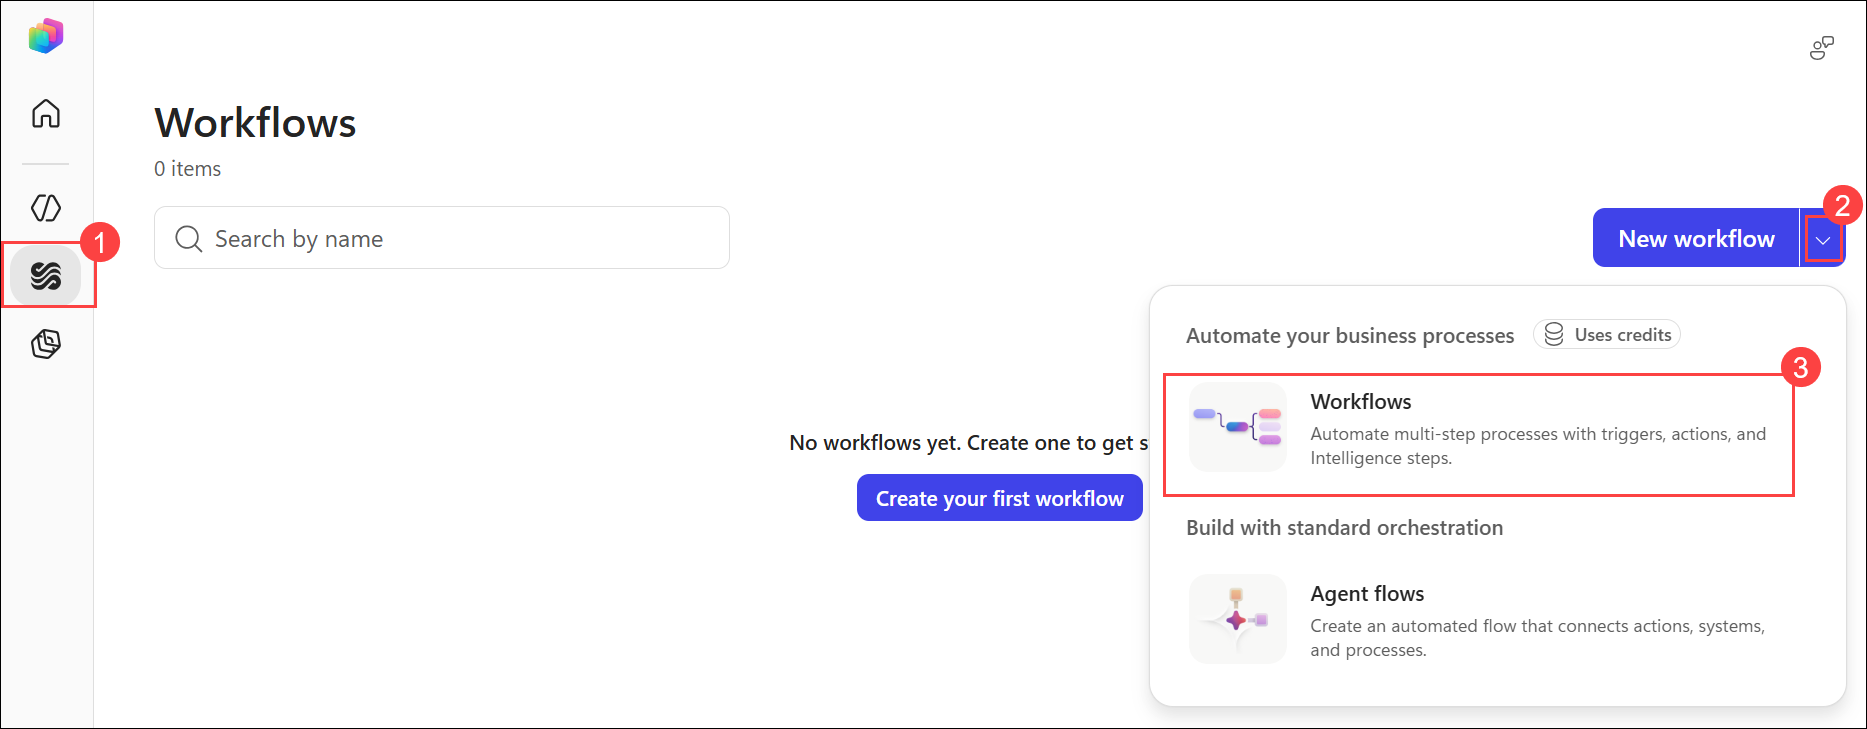 Workflows
0 items
1
Search by name
2
New workflow
Automate your business processes
Uses credits
3
Workflows
Automate multi-step processes with triggers, actions, and
Intelligence steps.
No workflows yet. Create one to get s
Create your first workflow
Build with standard orchestration
Agent flows
Create an automated flow that connects actions, systems,
and processes.